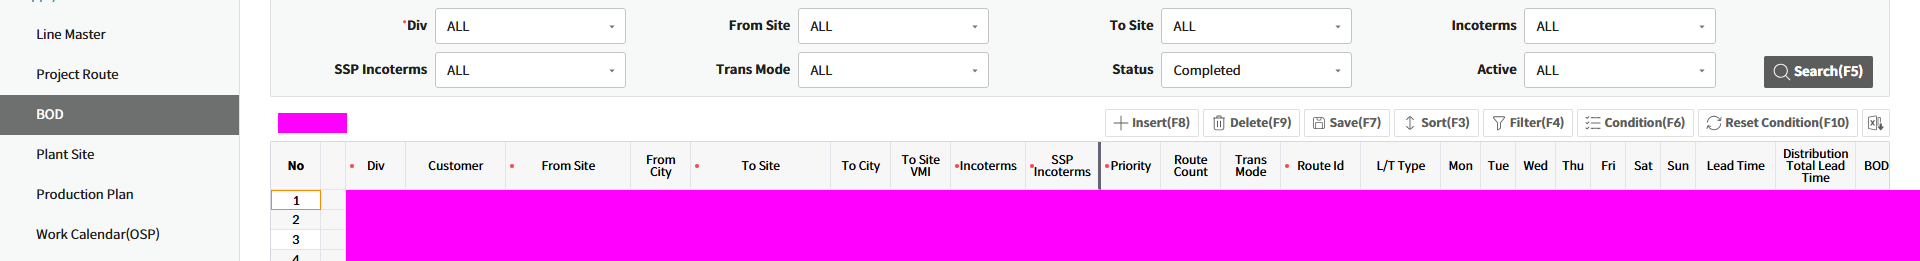 Line Master
Project Route
BOD
Plant Site
Production Plan
Work Calendar(OSP)
*Div ALL From Site ALL To Site ALL Incoterms ALL
SSP Incoterms ALL Trans Mode ALL Status Completed Active ALL Search(F5)
Insert(F8) Delete(F9) Save(F7) Sort(F3) Filter(F4) Condition(F6) Reset Condition(F10)
No Div Customer From Site From City To Site To City To Site VMI Incoterms SSP Incoterms Priority Route Count Trans Mode Route Id L/T Type Mon Tue Wed Thu Fri Sat Sun Lead Time Distribution Total Lead Time BOD
1
2
3
4